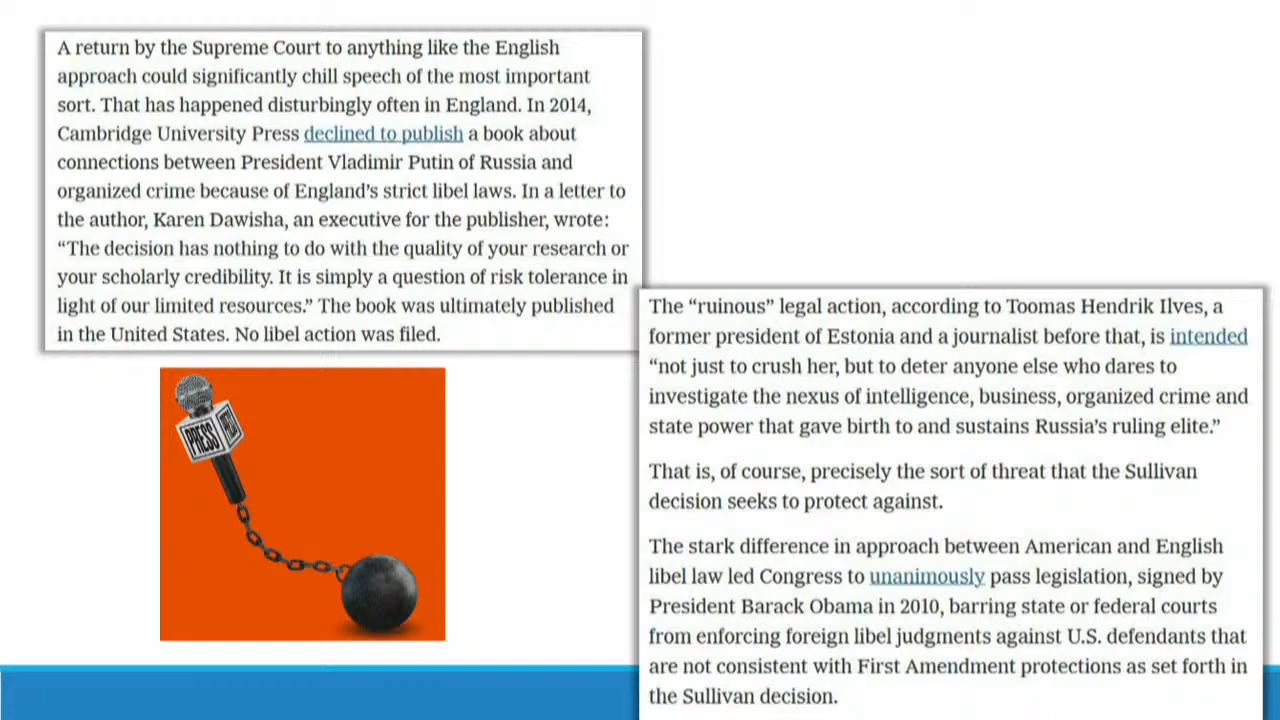 A return by the Supreme Court to anything like the English
approach could significantly chill speech of the most important
sort. That has happened disturbingly often in England. In 2014,
Cambridge University Press declined to publish a book about
connections between President Vladimir Putin of Russia and
organized crime because of England’s strict libel laws. In a letter to
the author, Karen Dawisha, an executive for the publisher, wrote:
“The decision has nothing to do with the quality of your research or
your scholarly credibility. It is simply a question of risk tolerance in
light of our limited resources.” The book was ultimately published
in the United States. No libel action was filed.
PRESS
PRESS
The “ruinous” legal action, according to Toomas Hendrik Ilves, a
former president of Estonia and a journalist before that, is intended
“not just to crush her, but to deter anyone else who dares to
investigate the nexus of intelligence, business, organized crime and
state power that gave birth to and sustains Russia’s ruling elite.”
That is, of course, precisely the sort of threat that the Sullivan
decision seeks to protect against.
The stark difference in approach between American and English
libel law led Congress to unanimously pass legislation, signed by
President Barack Obama in 2010, barring state or federal courts
from enforcing foreign libel judgments against U.S. defendants that
are not consistent with First Amendment protections as set forth in
the Sullivan decision.